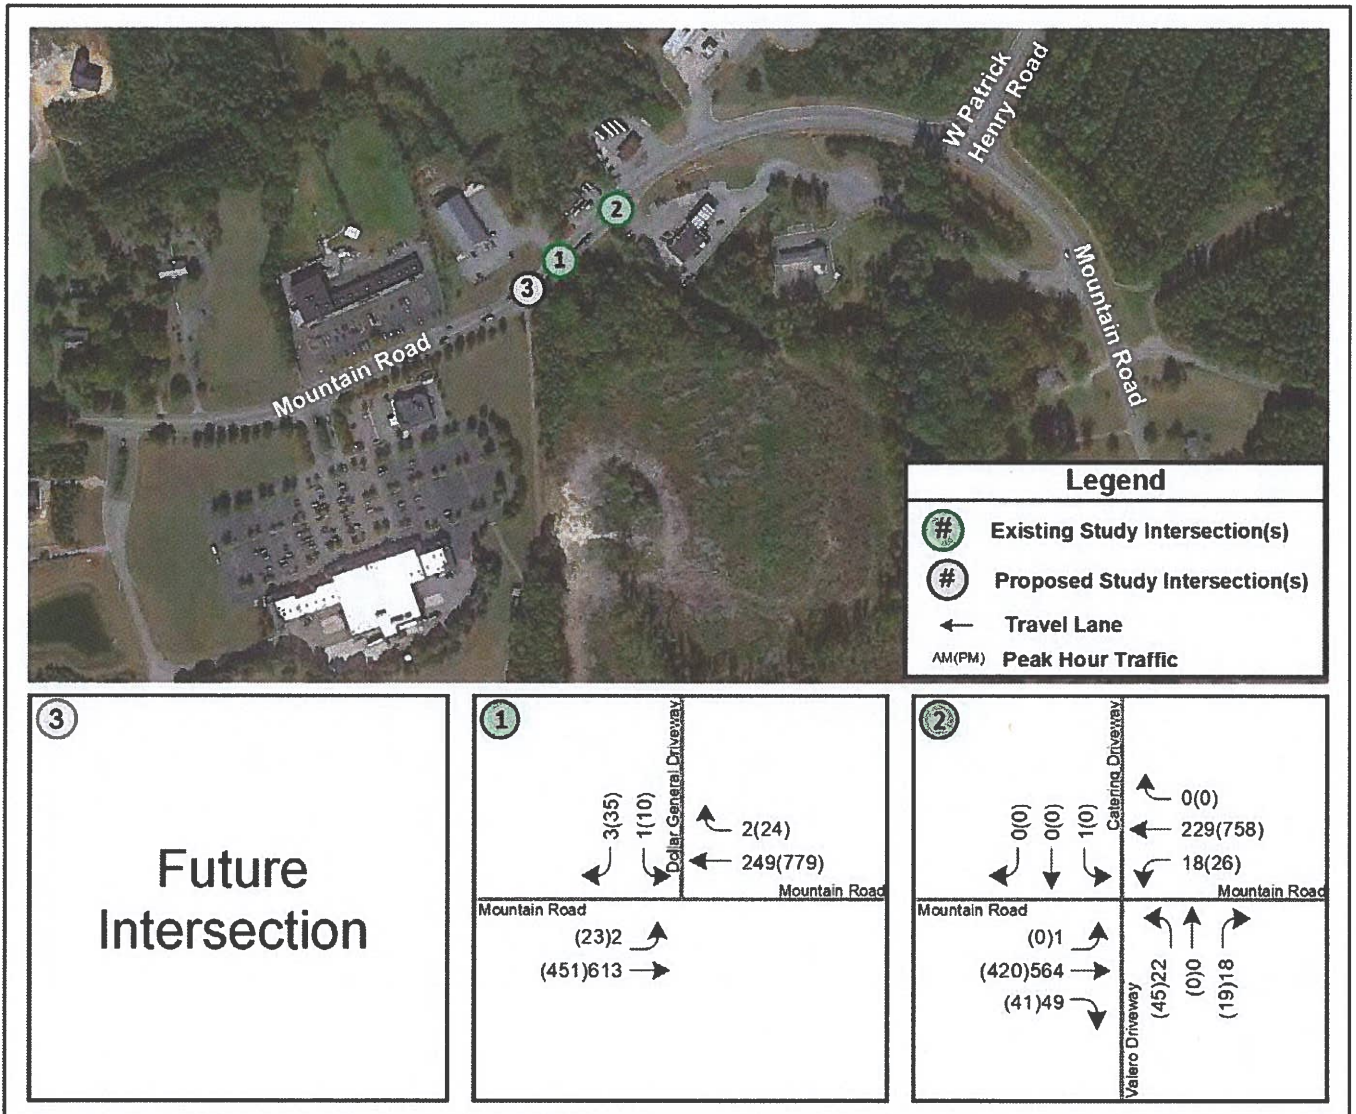 W Patrick
Henry Road
2
1
3
Mountain Road
Mountain Road
Legend
# Existing Study Intersection(s)
# Proposed Study Intersection(s)
Travel Lane
AM(PM) Peak Hour Traffic
3
Future
Intersection
1
Dollar General Driveway
3(35)
1(10)
2(24)
249(779)
Mountain Road
Mountain Road
(23)2
(451)613
2
Catering Driveway
0(0)
0(0)
1(0)
0(0)
229(758)
18(26)
Mountain Road
Mountain Road
(0)1
(420)564
(41)49
Valero Driveway
(45)22
(0)0
(19)18